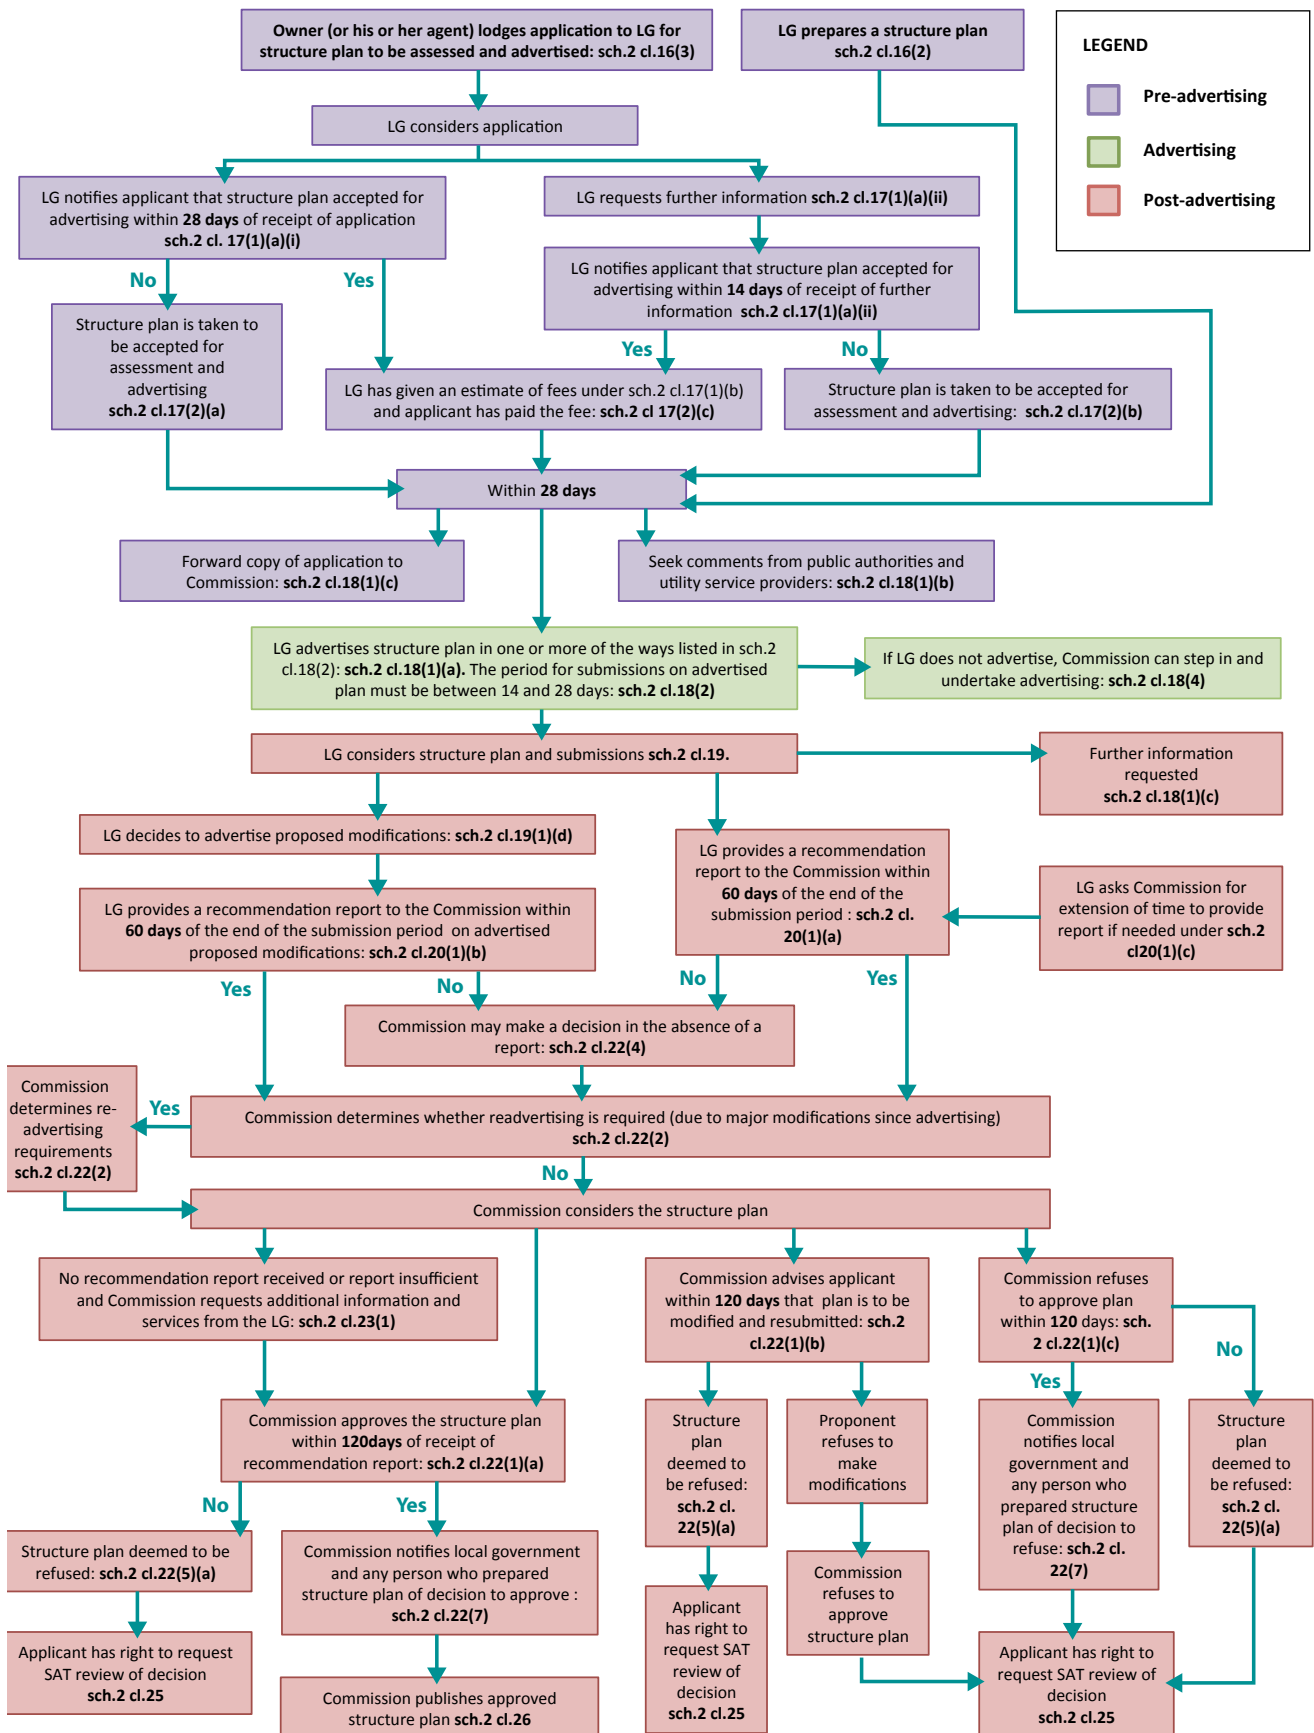 Owner (or his or her agent) lodges application to LG for
structure plan to be assessed and advertised: sch.2 cl.16(3)
LG prepares a structure plan
sch.2 cl.16(2)
LEGEND
Pre-advertising
Advertising
Post-advertising
LG considers application
LG notifies applicant that structure plan accepted for
advertising within 28 days of receipt of application
sch.2 cl. 17(1)(a)(i)
LG requests further information sch.2 cl.17(1)(a)(ii)
No
Yes
LG notifies applicant that structure plan accepted for
advertising within 14 days of receipt of further
information sch.2 cl.17(1)(a)(ii)
Structure plan is taken to
be accepted for
assessment and
advertising
sch.2 cl.17(2)(a)
Yes
No
LG has given an estimate of fees under sch.2 cl.17(1)(b)
and applicant has paid the fee: sch.2 cl 17(2)(c)
Structure plan is taken to be accepted for
assessment and advertising: sch.2 cl.17(2)(b)
Within 28 days
Forward copy of application to
Commission: sch.2 cl.18(1)(c)
Seek comments from public authorities and
utility service providers: sch.2 cl.18(1)(b)
LG advertises structure plan in one or more of the ways listed in sch.2
cl.18(2): sch.2 cl.18(1)(a). The period for submissions on advertised
plan must be between 14 and 28 days: sch.2 cl.18(2)
If LG does not advertise, Commission can step in and
undertake advertising: sch.2 cl.18(4)
LG considers structure plan and submissions sch.2 cl.19.
Further information
requested
sch.2 cl.18(1)(c)
LG decides to advertise proposed modifications: sch.2 cl.19(1)(d)
LG provides a recommendation
report to the Commission within
60 days of the end of the
submission period : sch.2 cl.
20(1)(a)
LG provides a recommendation report to the Commission within
60 days of the end of the submission period on advertised
proposed modifications: sch.2 cl.20(1)(b)
LG asks Commission for
extension of time to provide
report if needed under sch.2
cl20(1)(c)
Yes
No
No
Yes
Commission may make a decision in the absence of a
report: sch.2 cl.22(4)
Commission
determines re-
advertising
requirements
sch.2 cl.22(2)
Yes
Commission determines whether readvertising is required (due to major modifications since advertising)
sch.2 cl.22(2)
No
Commission considers the structure plan
No recommendation report received or report insufficient
and Commission requests additional information and
services from the LG: sch.2 cl.23(1)
Commission advises applicant
within 120 days that plan is to be
modified and resubmitted: sch.2
cl.22(1)(b)
Commission refuses
to approve plan
within 120 days: sch.
2 cl.22(1)(c)
Yes
No
Commission approves the structure plan
within 120days of receipt of
recommendation report: sch.2 cl.22(1)(a)
Structure
plan
deemed to
be refused:
sch.2 cl.
22(5)(a)
Proponent
refuses to
make
modifications
Commission
notifies local
government and
any person who
prepared structure
plan of decision to
refuse: sch.2 cl.
22(7)
Structure
plan
deemed to
be refused:
sch.2 cl.
22(5)(a)
No
Yes
Structure plan deemed to be
refused: sch.2 cl.22(5)(a)
Commission notifies local government
and any person who prepared
structure plan of decision to approve :
sch.2 cl.22(7)
Commission
refuses to
approve
structure plan
Applicant
has right to
request SAT
review of
decision
sch.2 cl.25
Applicant has right to request
SAT review of decision
sch.2 cl.25
Commission publishes approved
structure plan sch.2 cl.26
Applicant has right to
request SAT review of
decision
sch.2 cl.25